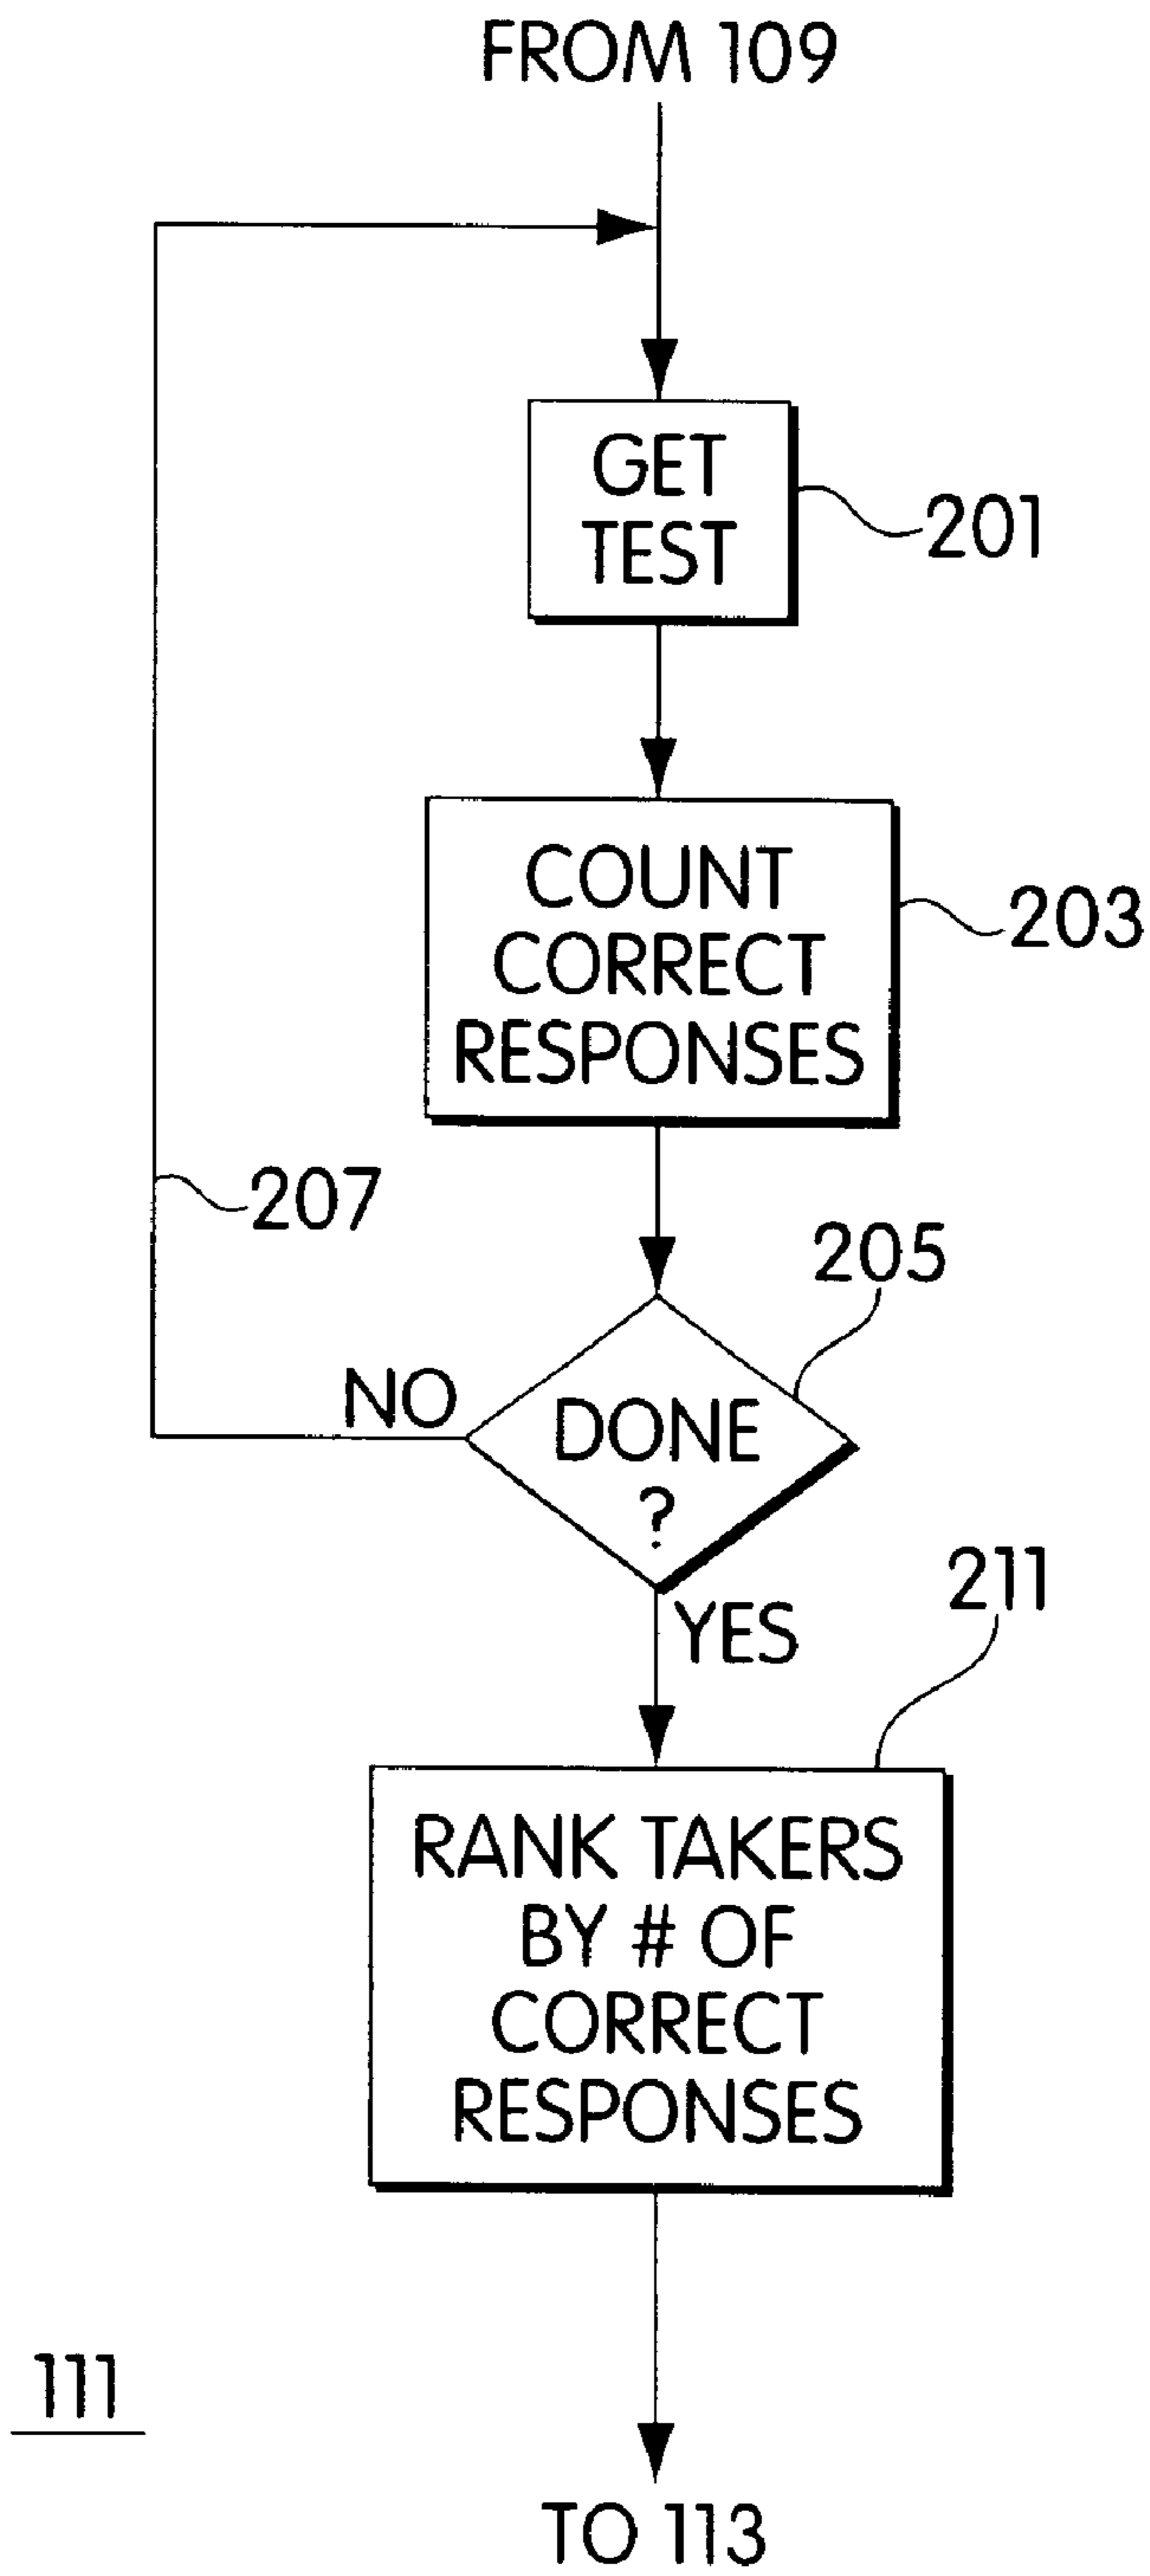 FROM 109
GET
TEST
201
COUNT
CORRECT
RESPONSES
203
207
205
NO
DONE
?
YES
211
RANK TAKERS
BY # OF
CORRECT
RESPONSES
111
TO 113